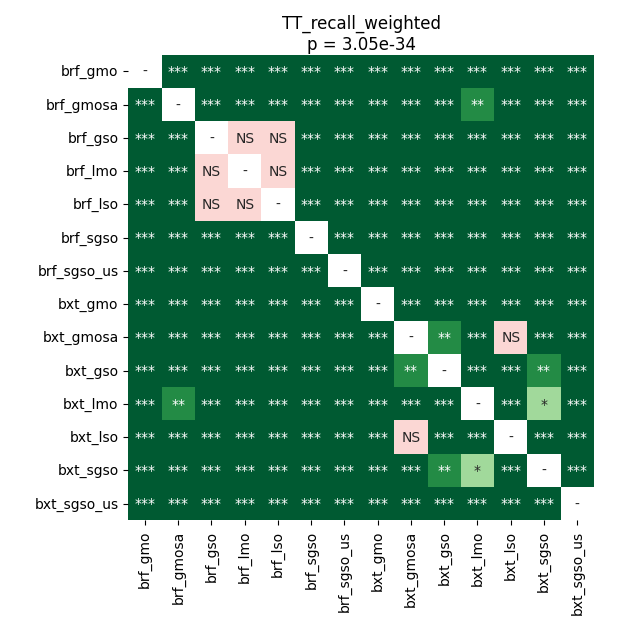 TT_recall_weighted
p = 3.05e-34
brf_gmo - *** *** *** *** *** *** *** *** *** *** *** *** ***
brf_gmosa *** - *** *** *** *** *** *** *** *** ** *** *** ***
brf_gso *** *** - NS NS *** *** *** *** *** *** *** *** ***
brf_lmo *** *** NS - NS *** *** *** *** *** *** *** *** ***
brf_lso *** *** NS NS - *** *** *** *** *** *** *** *** ***
brf_sgso *** *** *** *** *** - *** *** *** *** *** *** *** ***
brf_sgso_us *** *** *** *** *** *** - *** *** *** *** *** *** ***
bxt_gmo *** *** *** *** *** *** *** - *** *** *** *** *** ***
bxt_gmosa *** *** *** *** *** *** *** *** - ** *** NS *** ***
bxt_gso *** *** *** *** *** *** *** *** ** - *** *** ** ***
bxt_lmo *** ** *** *** *** *** *** *** *** *** - *** * ***
bxt_lso *** *** *** *** *** *** *** *** NS *** *** - *** ***
bxt_sgso *** *** *** *** *** *** *** *** *** ** * *** - ***
bxt_sgso_us *** *** *** *** *** *** *** *** *** *** *** *** *** -
brf_gmo brf_gmosa brf_gso brf_lmo brf_lso brf_sgso brf_sgso_us bxt_gmo bxt_gmosa bxt_gso bxt_lmo bxt_lso bxt_sgso bxt_sgso_us